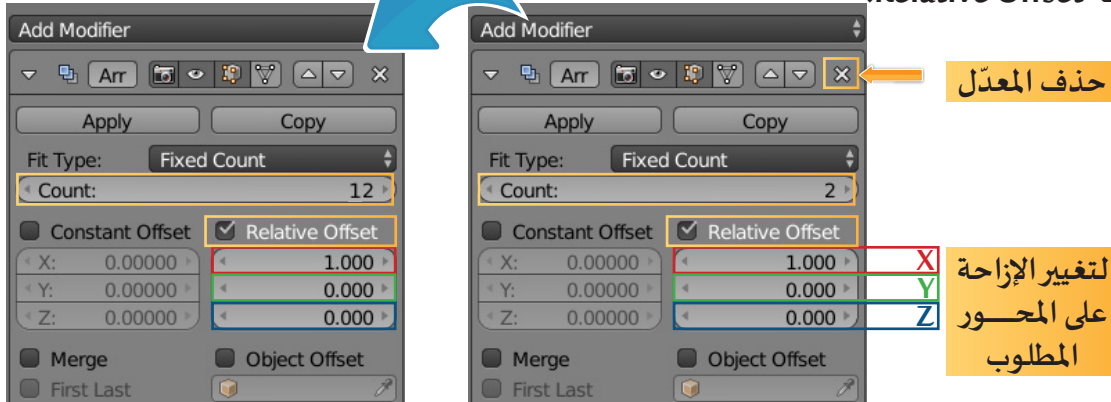 Relative Offset
Add Modifier
Arr
Apply Copy
Fit Type: Fixed Count
Count: 12
Constant Offset Relative Offset
X: 0.00000 1.000
Y: 0.00000 0.000
Z: 0.00000 0.000
Merge Object Offset
First Last
Add Modifier
Arr
Apply Copy
Fit Type: Fixed Count
Count: 2
Constant Offset Relative Offset
X: 0.00000 1.000 X
Y: 0.00000 0.000 Y
Z: 0.00000 0.000 Z
Merge Object Offset
First Last
حذف المعدّل
لتغيير الإزاحة
على المحـــور
المطلوب